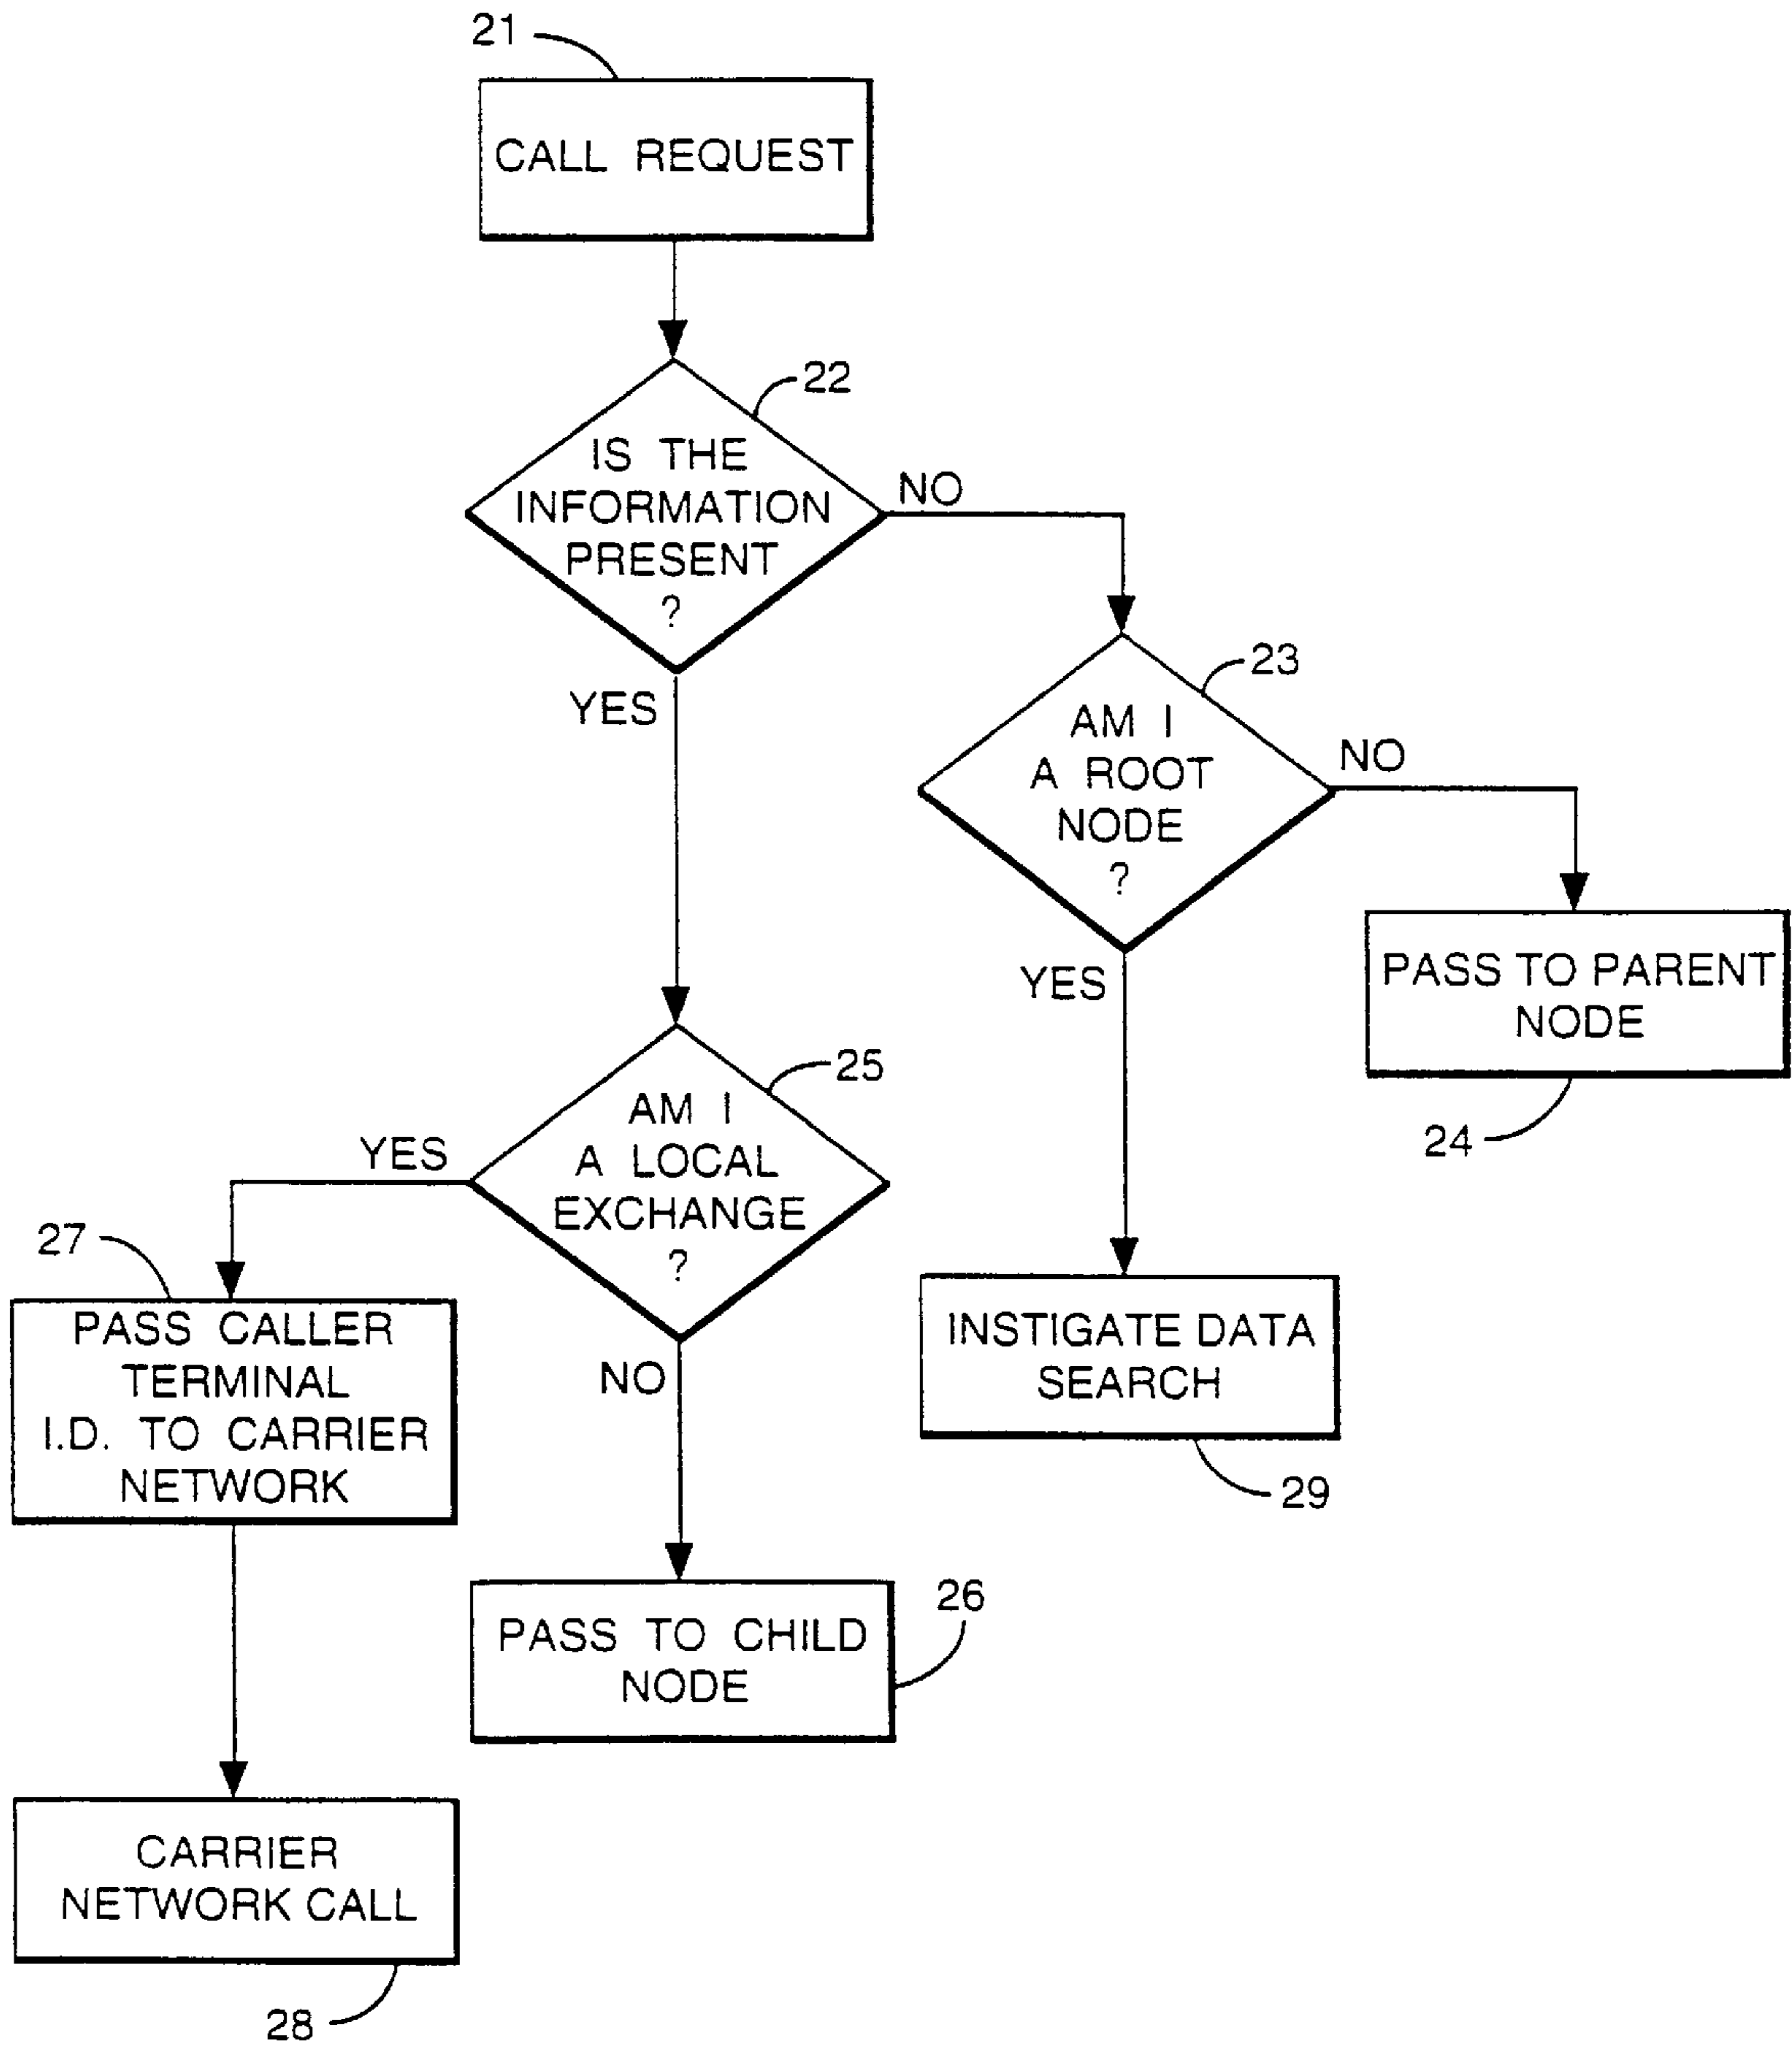 21
CALL REQUEST
22
IS THE
INFORMATION
PRESENT
?
NO
YES
23
AM I
A ROOT
NODE
?
NO
YES
PASS TO PARENT
NODE
24
25
AM I
A LOCAL
EXCHANGE
?
YES
NO
27
PASS CALLER
TERMINAL
I.D. TO CARRIER
NETWORK
INSTIGATE DATA
SEARCH
29
26
PASS TO CHILD
NODE
CARRIER
NETWORK CALL
28